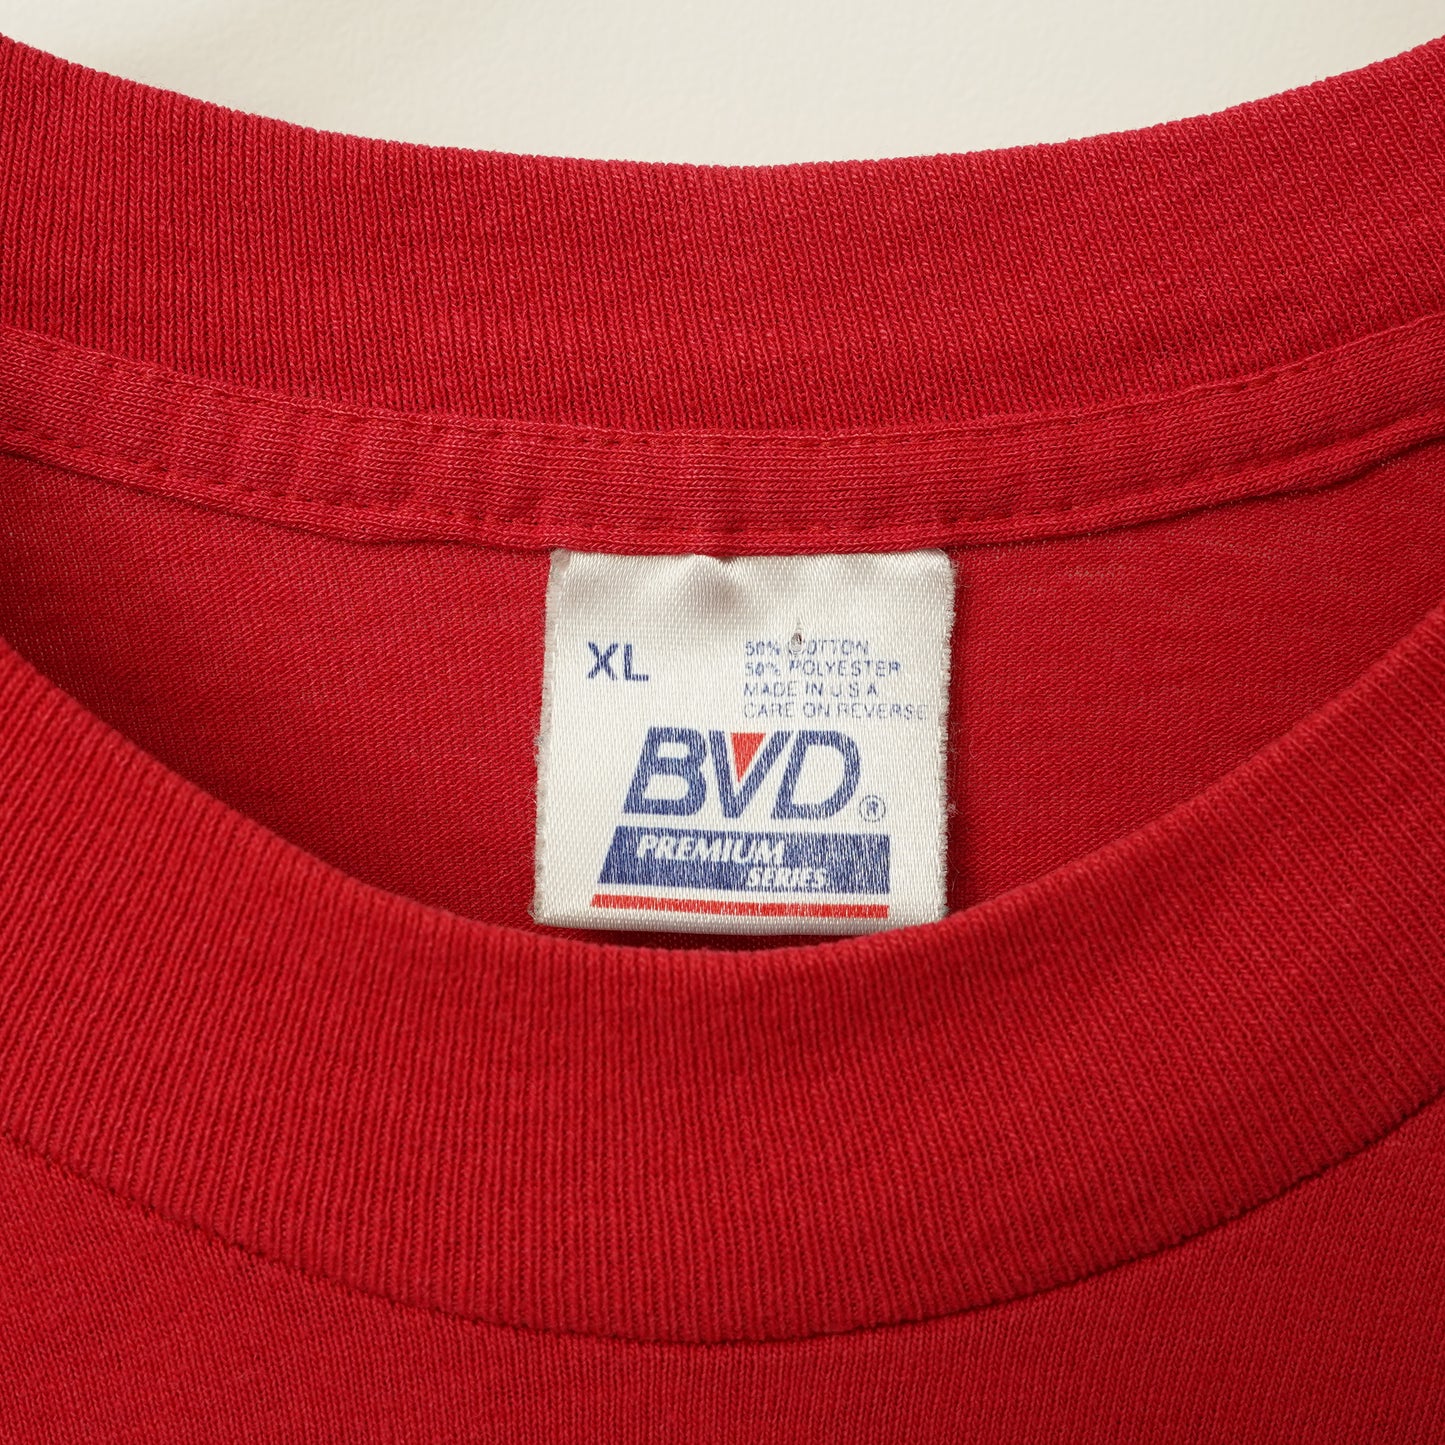 XL
50% COTTON
50% POLYESTER
MADE IN U.S.A
CARE ON REVERSE
BVD®
PREMIUM
SERIES